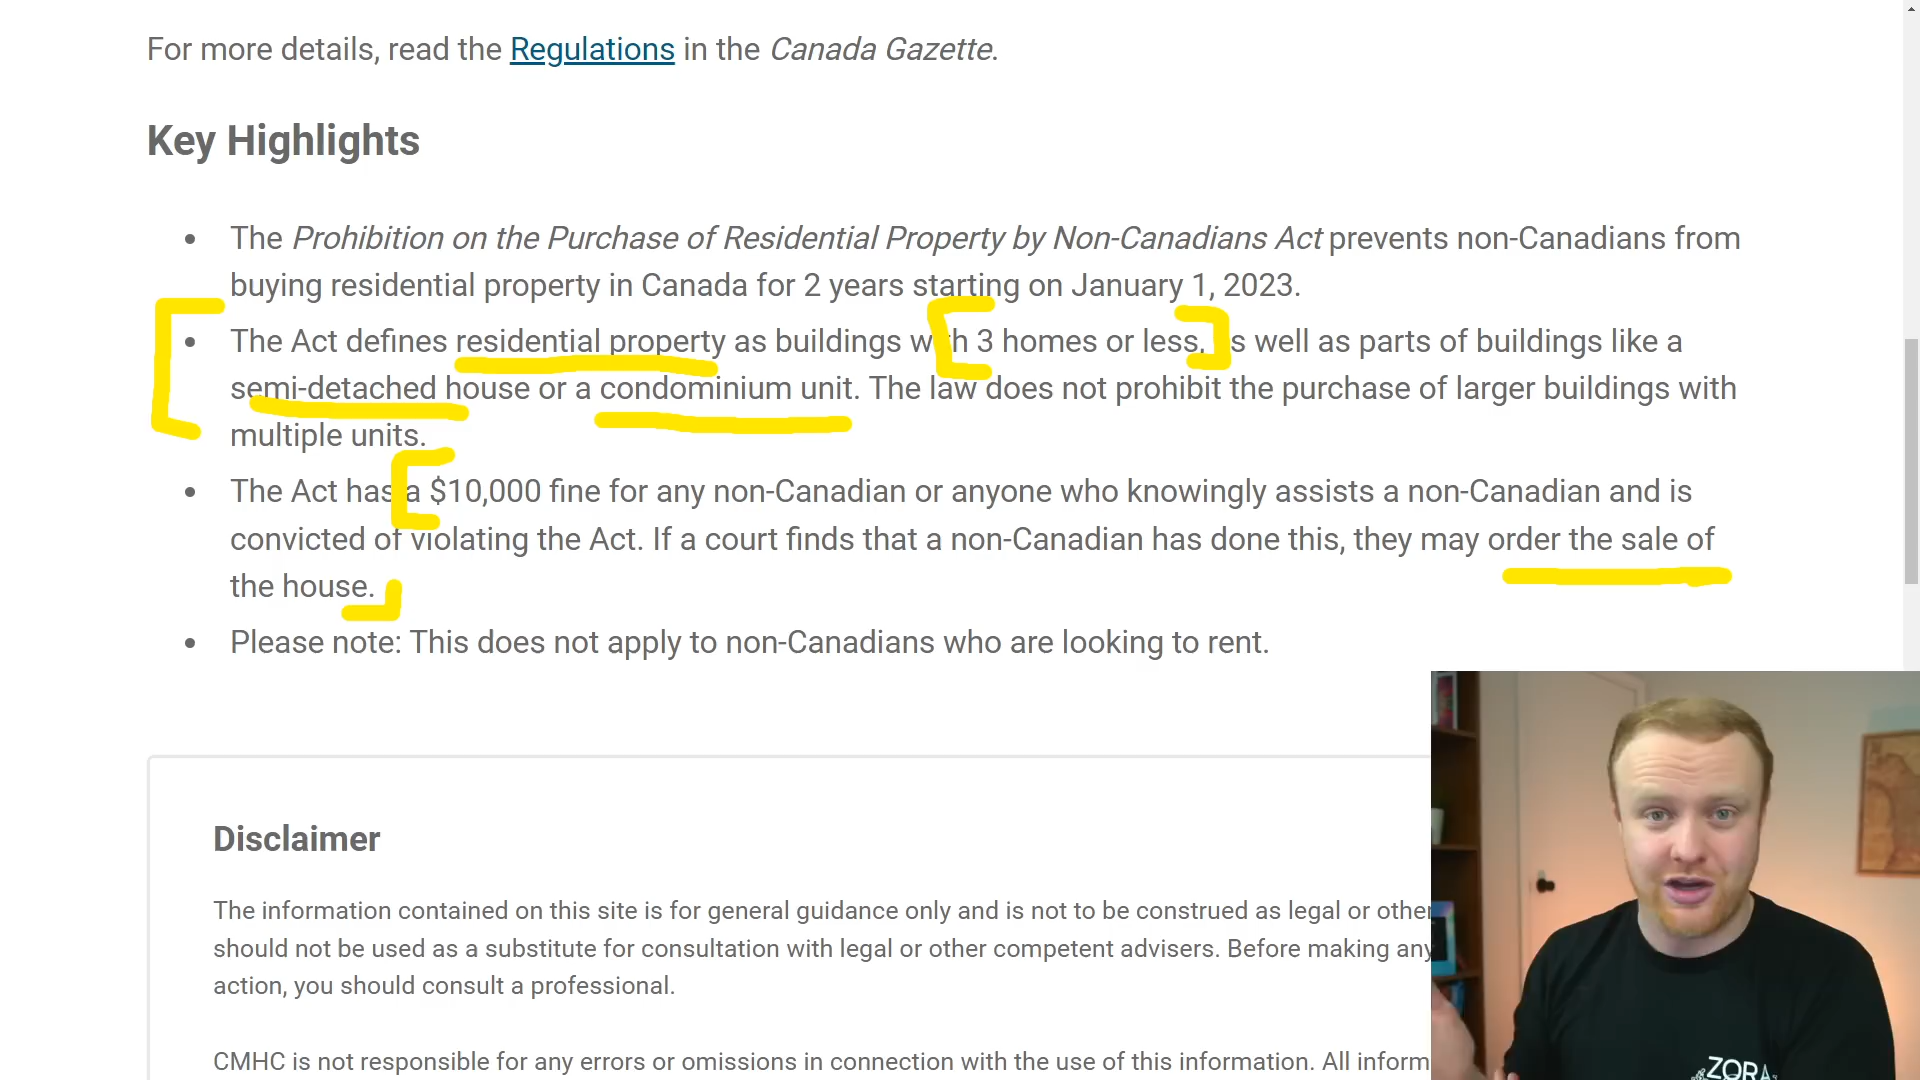 For more details, read the Regulations in the Canada Gazette.
Key Highlights
• The Prohibition on the Purchase of Residential Property by Non-Canadians Act prevents non-Canadians from
buying residential property in Canada for 2 years starting on January 1, 2023.
• The Act defines residential property as buildings with 3 homes or less, as well as parts of buildings like a
semi-detached house or a condominium unit. The law does not prohibit the purchase of larger buildings with
multiple units.
• The Act has a $10,000 fine for any non-Canadian or anyone who knowingly assists a non-Canadian and is
convicted of violating the Act. If a court finds that a non-Canadian has done this, they may order the sale of
the house.
• Please note: This does not apply to non-Canadians who are looking to rent.
Disclaimer
The information contained on this site is for general guidance only and is not to be construed as legal or other
should not be used as a substitute for consultation with legal or other competent advisers. Before making any
action, you should consult a professional.
CMHC is not responsible for any errors or omissions in connection with the use of this information. All inform
ZORA